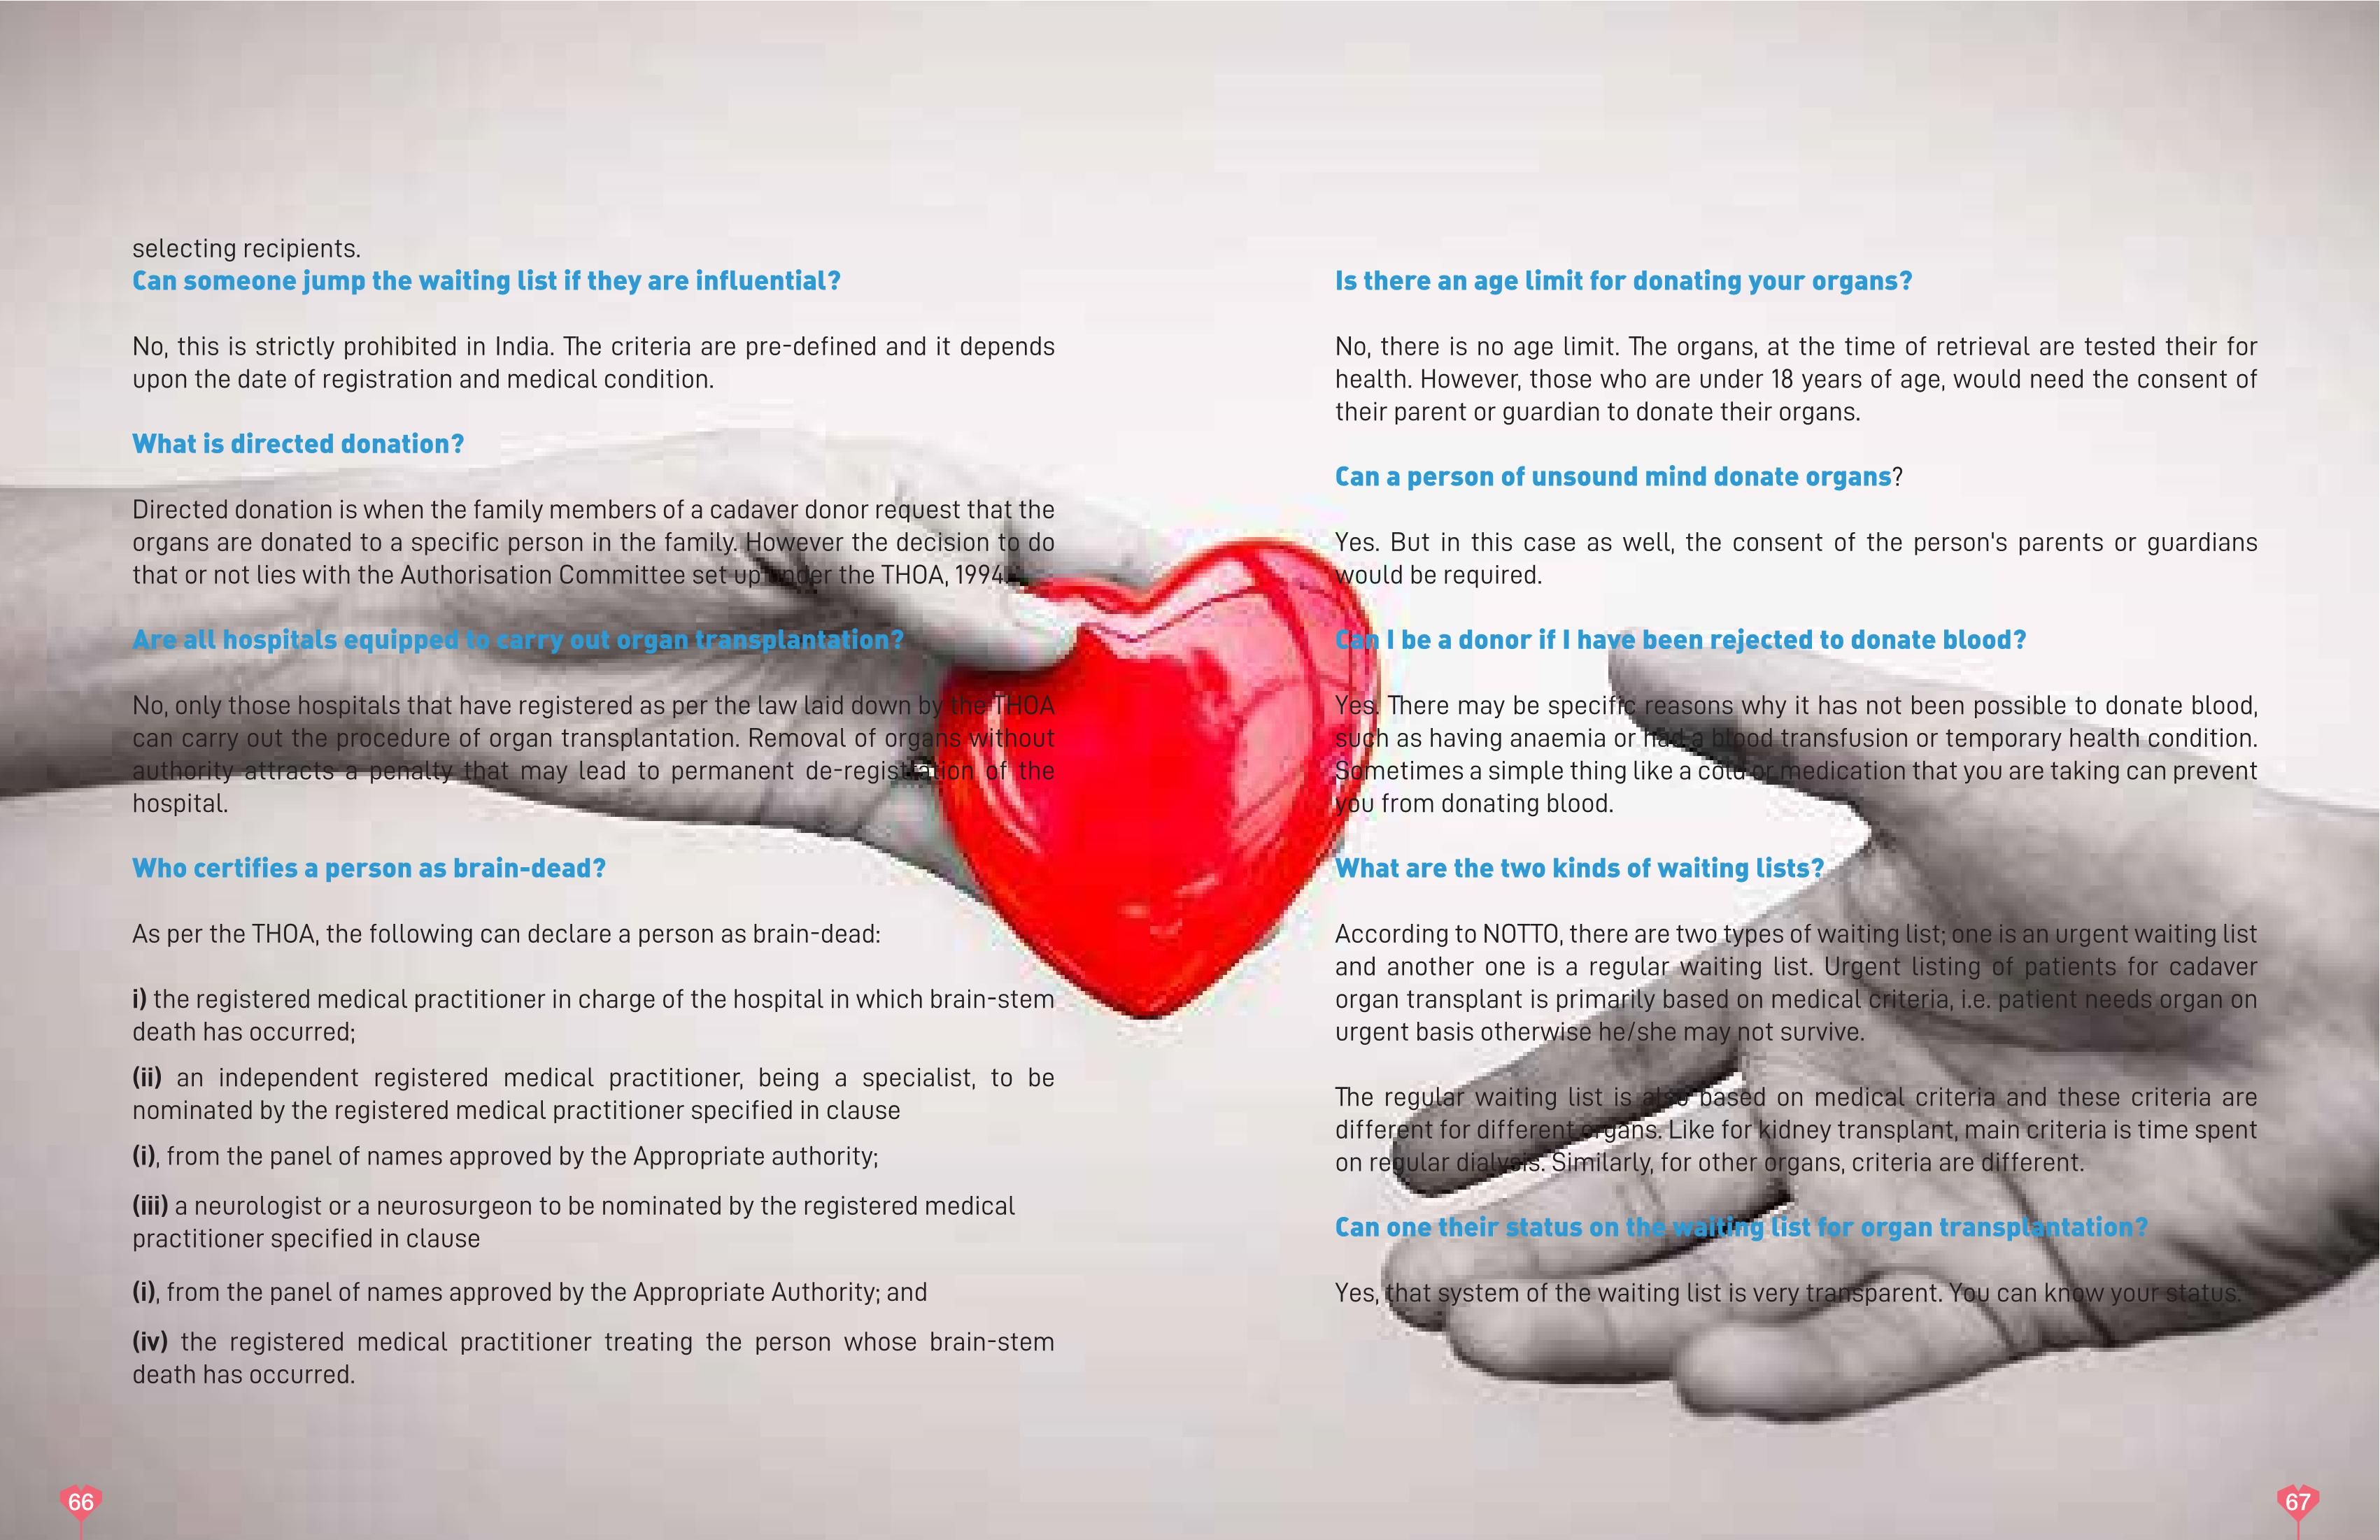 selecting recipients.
Can someone jump the waiting list if they are influential?
No, this is strictly prohibited in India. The criteria are pre-defined and it depends
upon the date of registration and medical condition.
What is directed donation?
Directed donation is when the family members of a cadaver donor request that the
organs are donated to a specific person in the family. However the decision to do
that or not lies with the Authorisation Committee set up under the THOA, 1994.
Are all hospitals equipped to carry out organ transplantation?
No, only those hospitals that have registered as per the law laid down by the THOA
can carry out the procedure of organ transplantation. Removal of organs without
authority attracts a penalty that may lead to permanent de-registration of the
hospital.
Who certifies a person as brain-dead?
As per the THOA, the following can declare a person as brain-dead:
i) the registered medical practitioner in charge of the hospital in which brain-stem
death has occurred;
(ii) an independent registered medical practitioner, being a specialist, to be
nominated by the registered medical practitioner specified in clause
(i), from the panel of names approved by the Appropriate authority;
(iii) a neurologist or a neurosurgeon to be nominated by the registered medical
practitioner specified in clause
(i), from the panel of names approved by the Appropriate Authority; and
(iv) the registered medical practitioner treating the person whose brain-stem
death has occurred.
66
Is there an age limit for donating your organs?
No, there is no age limit. The organs, at the time of retrieval are tested their for
health. However, those who are under 18 years of age, would need the consent of
their parent or guardian to donate their organs.
Can a person of unsound mind donate organs?
Yes. But in this case as well, the consent of the person's parents or guardians
would be required.
Can I be a donor if I have been rejected to donate blood?
Yes. There may be specific reasons why it has not been possible to donate blood,
such as having anaemia or had a blood transfusion or temporary health condition.
Sometimes a simple thing like a cold or medication that you are taking can prevent
you from donating blood.
What are the two kinds of waiting lists?
According to NOTTO, there are two types of waiting list; one is an urgent waiting list
and another one is a regular waiting list. Urgent listing of patients for cadaver
organ transplant is primarily based on medical criteria, i.e. patient needs organ on
urgent basis otherwise he/she may not survive.
The regular waiting list is also based on medical criteria and these criteria are
different for different organs. Like for kidney transplant, main criteria is time spent
on regular dialysis. Similarly, for other organs, criteria are different.
Can one their status on the waiting list for organ transplantation?
Yes, that system of the waiting list is very transparent. You can know your status.
67